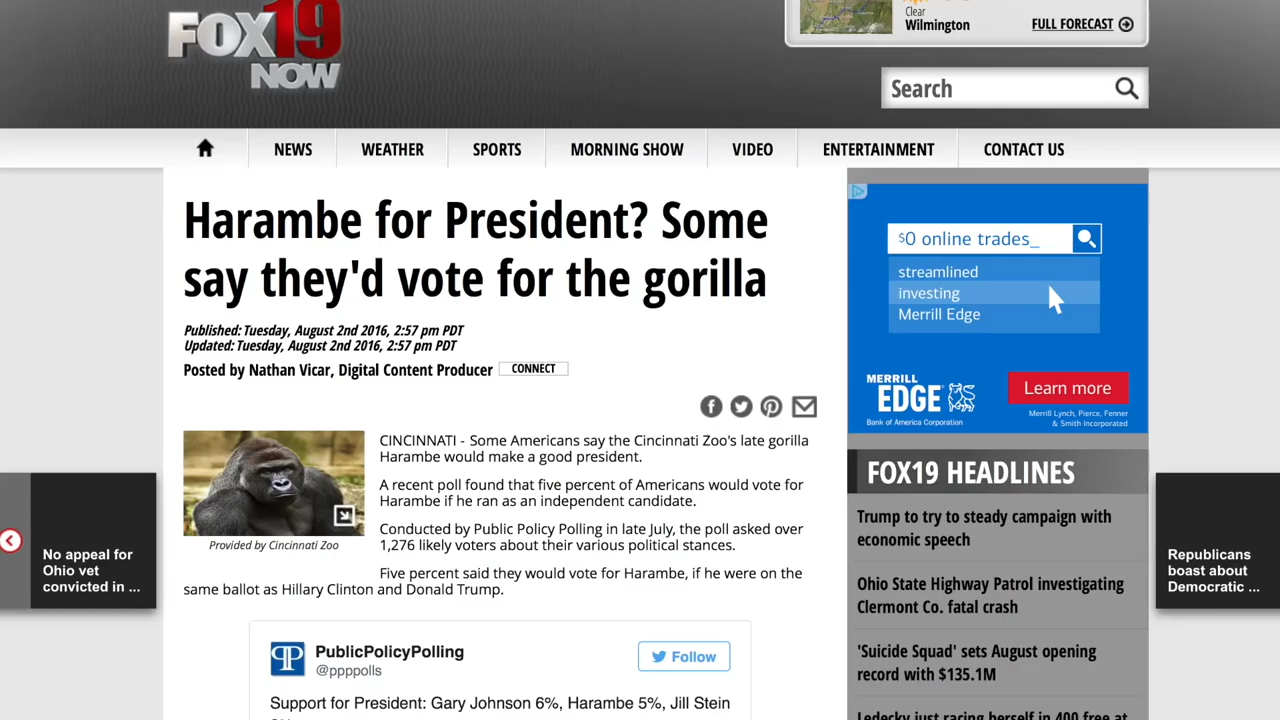 FOX19
NOW
Clear
Wilmington
FULL FORECAST
Search
NEWS
WEATHER
SPORTS
MORNING SHOW
VIDEO
ENTERTAINMENT
CONTACT US
Harambe for President? Some
say they'd vote for the gorilla
Published: Tuesday, August 2nd 2016, 2:57 pm PDT
Updated: Tuesday, August 2nd 2016, 2:57 pm PDT
Posted by Nathan Vicar, Digital Content Producer
CONNECT
Provided by Cincinnati Zoo
CINCINNATI - Some Americans say the Cincinnati Zoo's late gorilla
Harambe would make a good president.
A recent poll found that five percent of Americans would vote for
Harambe if he ran as an independent candidate.
Conducted by Public Policy Polling in late July, the poll asked over
1,276 likely voters about their various political stances.
Five percent said they would vote for Harambe, if he were on the
same ballot as Hillary Clinton and Donald Trump.
PublicPolicyPolling
@ppppolls
Follow
Support for President: Gary Johnson 6%, Harambe 5%, Jill Stein
$0 online trades_
streamlined
investing
Merrill Edge
MERRILL
EDGE
Bank of America Corporation
Learn more
Merrill Lynch, Pierce, Fenner
& Smith Incorporated
FOX19 HEADLINES
Trump to try to steady campaign with
economic speech
Ohio State Highway Patrol investigating
Clermont Co. fatal crash
'Suicide Squad' sets August opening
record with $135.1M
Ledecky just racing herself in 400 free at
No appeal for
Ohio vet
convicted in ...
Republicans
boast about
Democratic ...